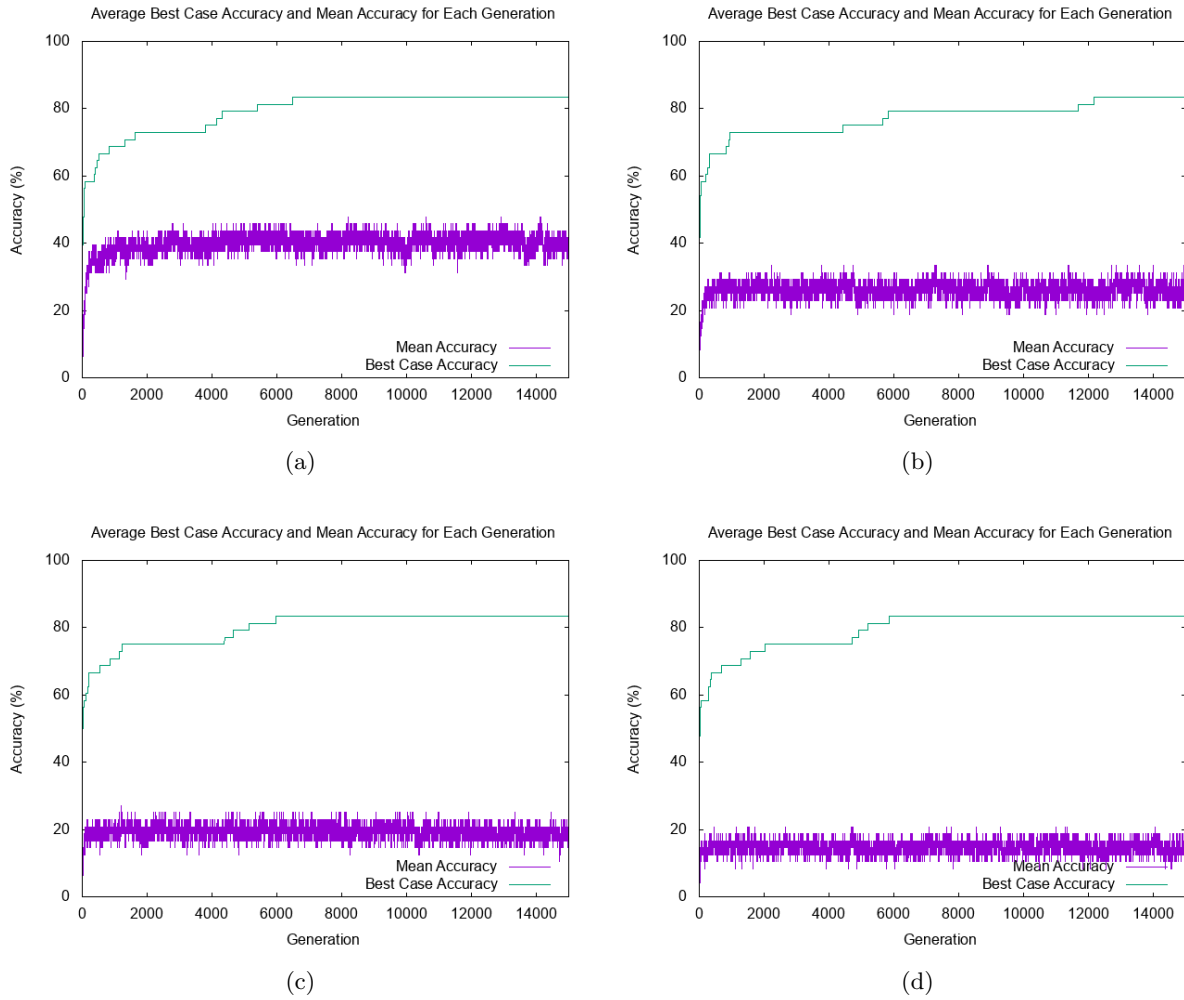 Average Best Case Accuracy and Mean Accuracy for Each Generation
100
80
60
40
20
0
Accuracy (%)
Mean Accuracy
Best Case Accuracy
0 2000 4000 6000 8000 10000 12000 14000
Generation
(a)
Average Best Case Accuracy and Mean Accuracy for Each Generation
100
80
60
40
20
0
Accuracy (%)
Mean Accuracy
Best Case Accuracy
0 2000 4000 6000 8000 10000 12000 14000
Generation
(b)
Average Best Case Accuracy and Mean Accuracy for Each Generation
100
80
60
40
20
0
Accuracy (%)
Mean Accuracy
Best Case Accuracy
0 2000 4000 6000 8000 10000 12000 14000
Generation
(c)
Average Best Case Accuracy and Mean Accuracy for Each Generation
100
80
60
40
20
0
Accuracy (%)
Mean Accuracy
Best Case Accuracy
0 2000 4000 6000 8000 10000 12000 14000
Generation
(d)